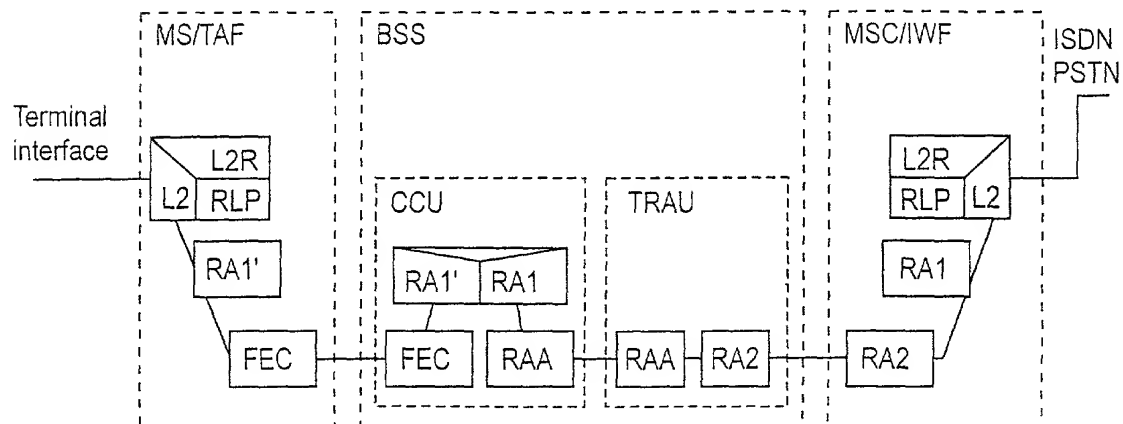 MS/TAF
BSS
MSC/IWF
ISDN
PSTN
Terminal
interface
L2R
L2
RLP
L2R
RLP
L2
CCU
TRAU
RA1'
RA1'
RA1
RA1
FEC
FEC
RAA
RAA
RA2
RA2